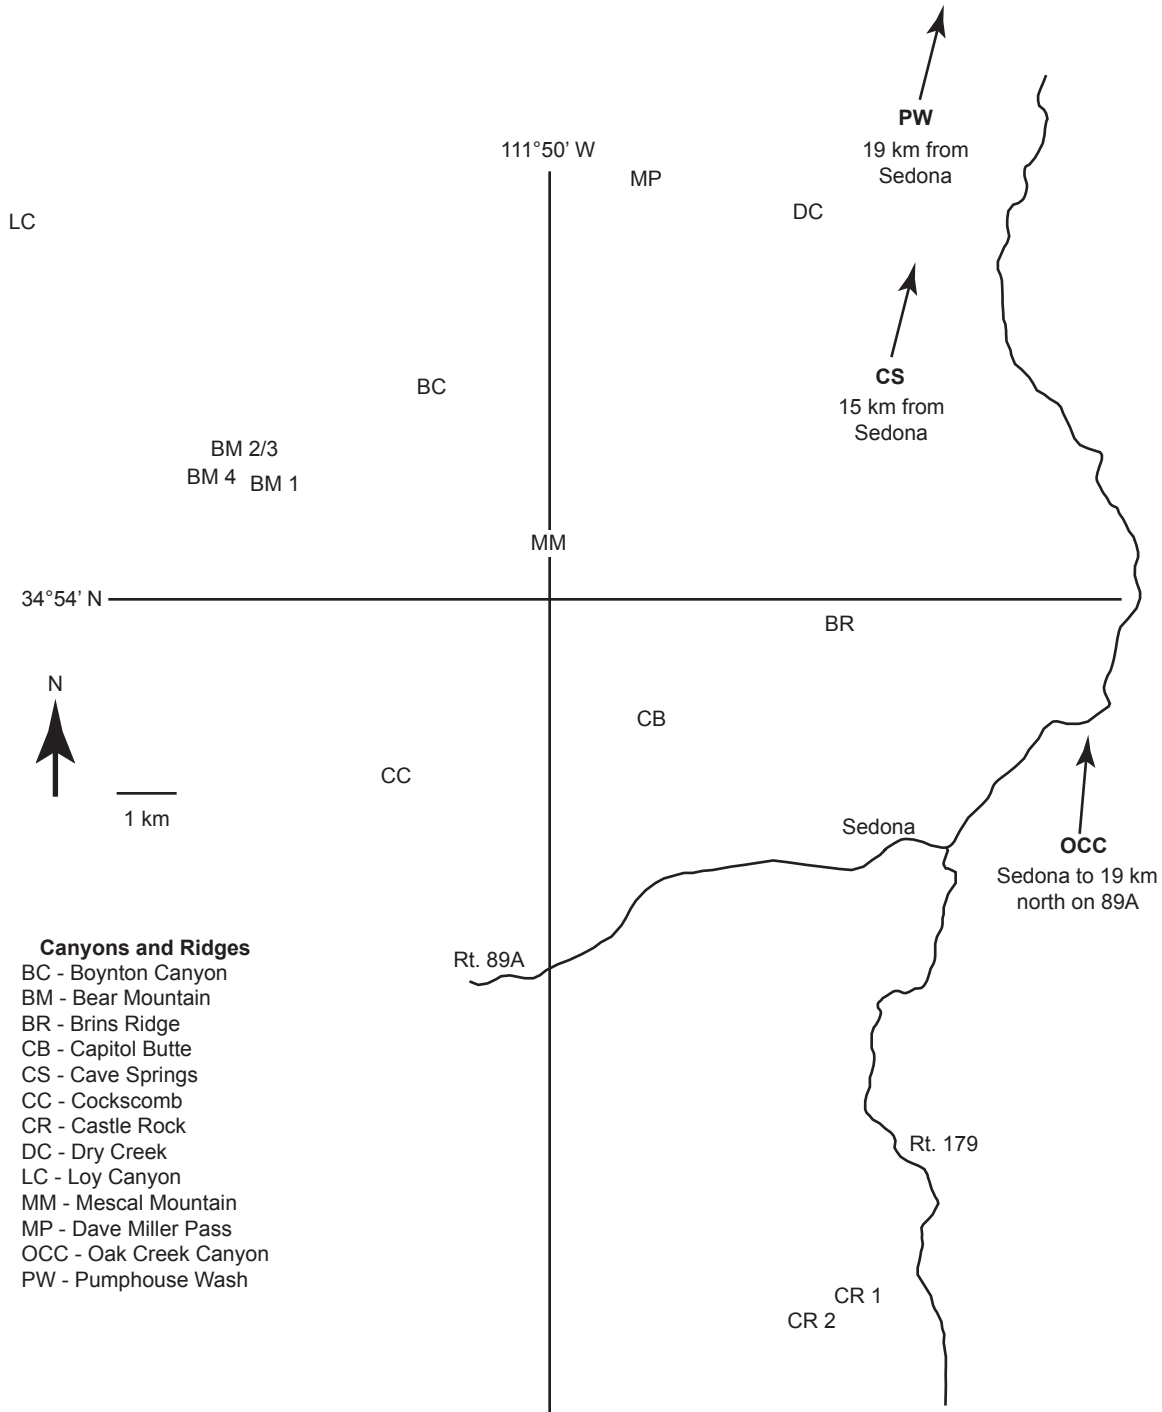 PW
19 km from
Sedona
111°50’ W
MP
DC
LC
CS
15 km from
Sedona
BC
BM 2/3
BM 4
BM 1
MM
34°54’ N
BR
N
CB
CC
1 km
Sedona
OCC
Sedona to 19 km
north on 89A
Rt. 89A
Canyons and Ridges
BC - Boynton Canyon
BM - Bear Mountain
BR - Brins Ridge
CB - Capitol Butte
CS - Cave Springs
CC - Cockscomb
CR - Castle Rock
DC - Dry Creek
LC - Loy Canyon
MM - Mescal Mountain
MP - Dave Miller Pass
OCC - Oak Creek Canyon
PW - Pumphouse Wash
Rt. 179
CR 1
CR 2